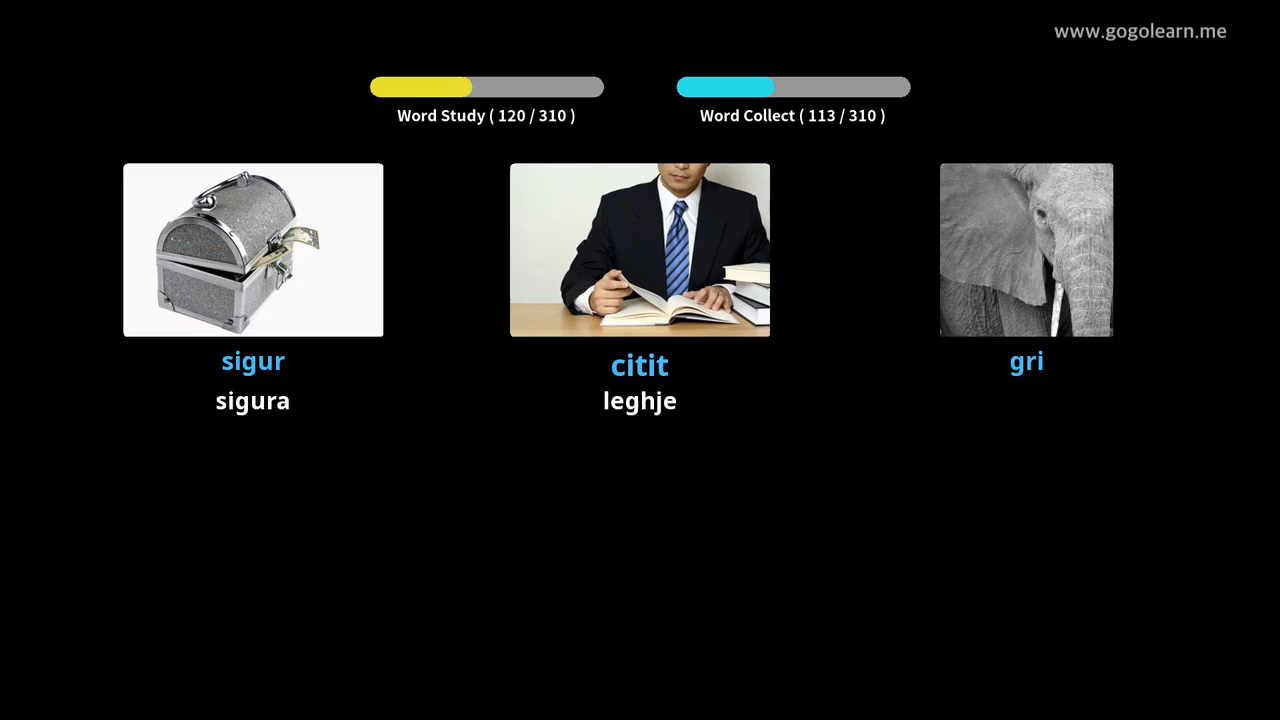 www.gogolearn.me
Word Study ( 120 / 310 )
Word Collect ( 113 / 310 )
sigur
citit
gri
sigura
leghje